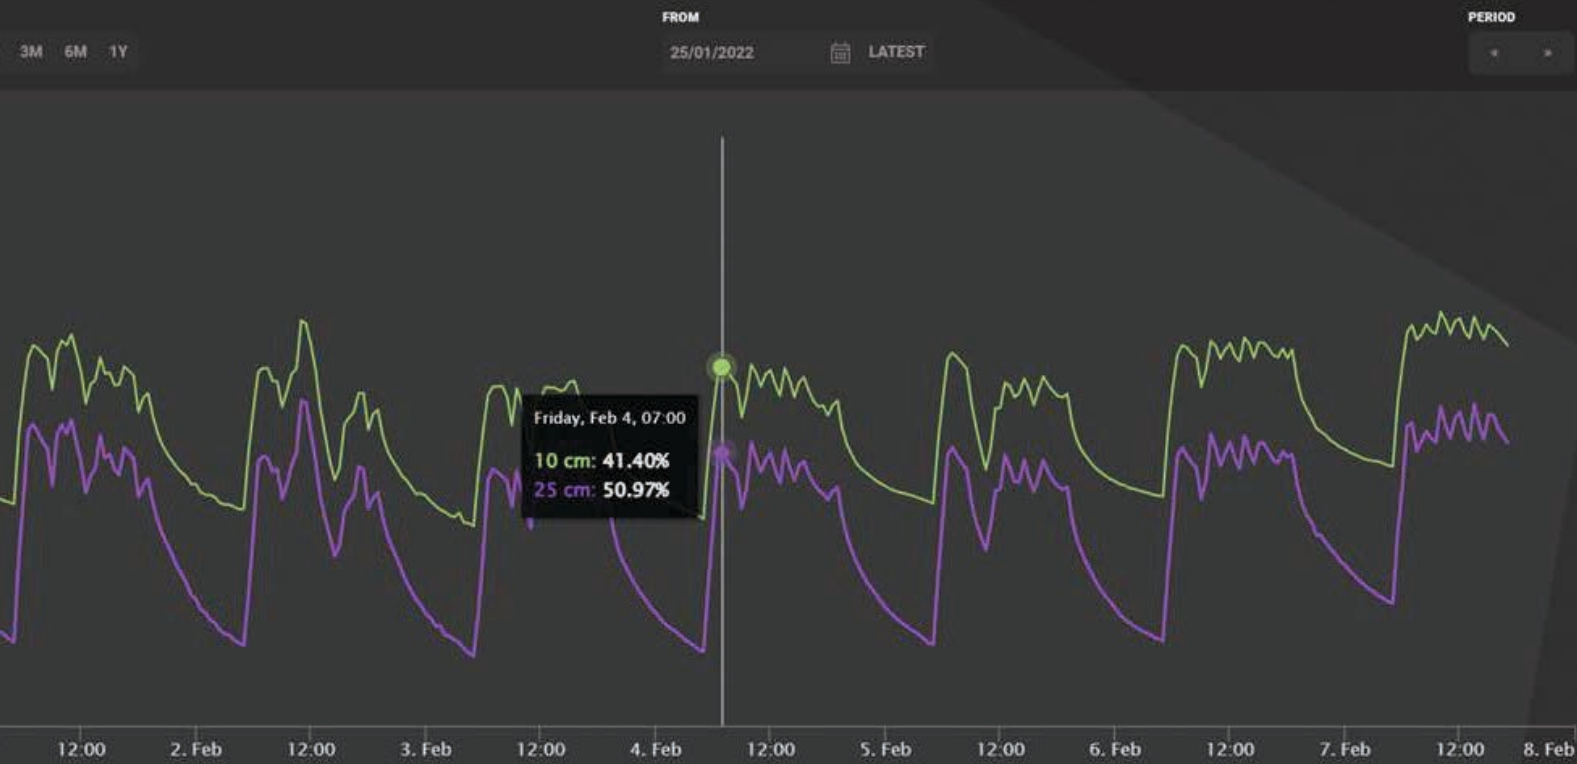 FROM
PERIOD
3M 6M 1Y
25/01/2022
LATEST
« »
Friday, Feb 4, 07:00
10 cm: 41.40%
25 cm: 50.97%
12:00 2. Feb 12:00 3. Feb 12:00 4. Feb 12:00 5. Feb 12:00 6. Feb 12:00 7. Feb 12:00 8. Feb